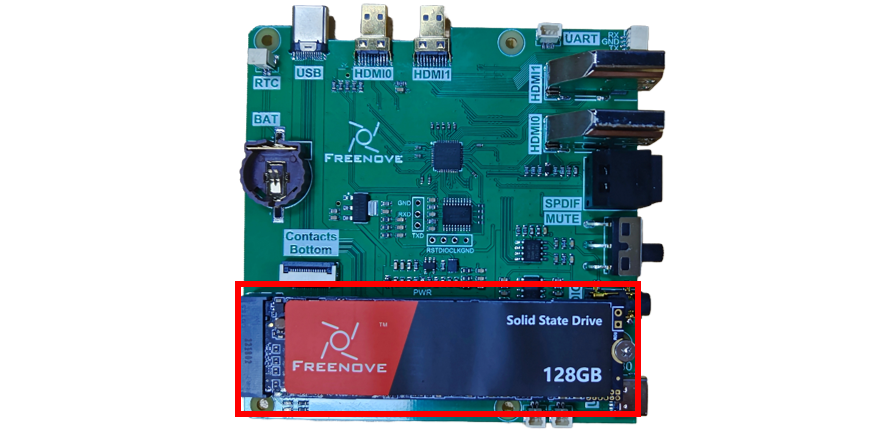 UART
RX
GND
TX
USB
HDMI0
HDMI1
RTC
HDMI1
HDMI0
BAT
FREENOVE
SPDIF
MUTE
GND
RXD
TXD
RSTDIOCLKGND
Contacts
Bottom
PWR
Solid State Drive
TM
FREENOVE
128GB